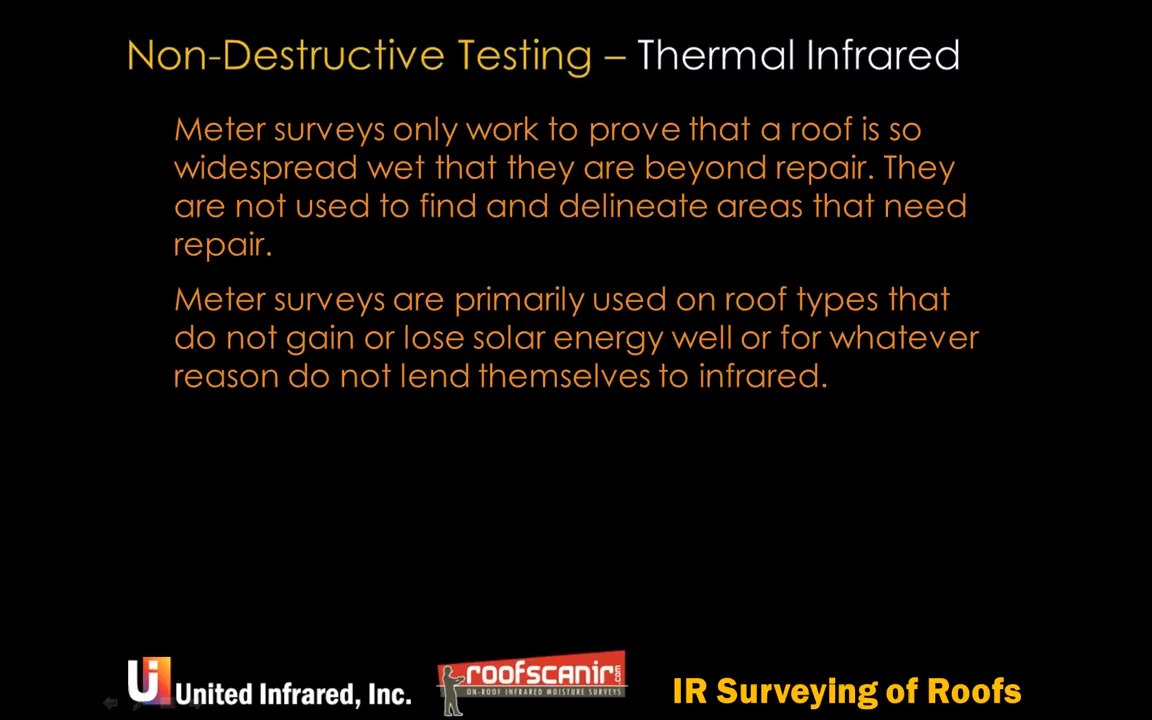 Non-Destructive Testing – Thermal Infrared
Meter surveys only work to prove that a roof is so
widespread wet that they are beyond repair. They
are not used to find and delineate areas that need
repair.
Meter surveys are primarily used on roof types that
do not gain or lose solar energy well or for whatever
reason do not lend themselves to infrared.
Ui United Infrared, Inc.
roofscanir.com
ON-ROOF INFRARED MOISTURE SURVEYS
IR Surveying of Roofs